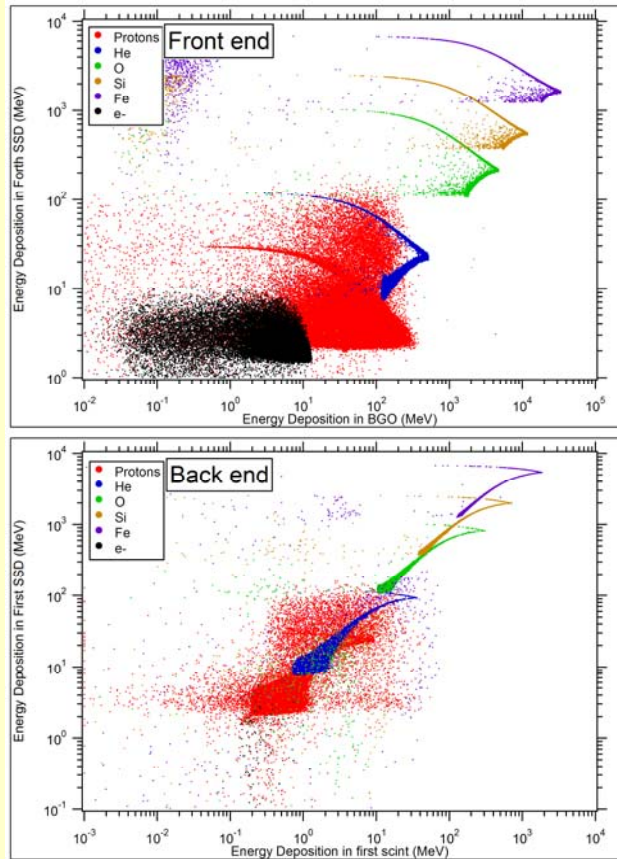 Front end
Protons
He
O
Si
Fe
e-
Energy Deposition in Forth SSD (MeV)
10^4
10^3
10^2
10^1
10^0
10^-2
10^-1
10^0
10^1
10^2
10^3
10^4
10^5
Energy Deposition in BGO (MeV)
Back end
Protons
He
O
Si
Fe
e-
Energy Deposition in First SSD (MeV)
10^4
10^3
10^2
10^1
10^0
10^-1
10^-3
10^-2
10^-1
10^0
10^1
10^2
10^3
10^4
Energy Deposition in first scint (MeV)